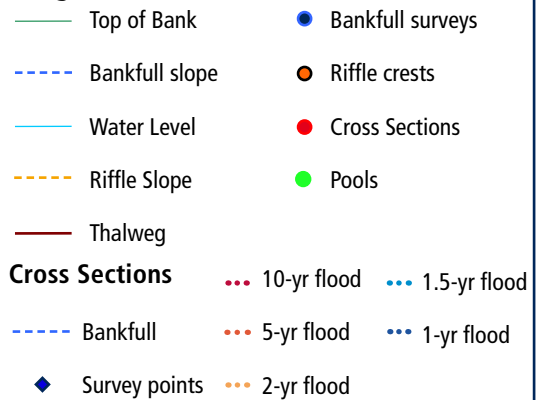 Top of Bank
Bankfull surveys
Bankfull slope
Riffle crests
Water Level
Cross Sections
Riffle Slope
Pools
Thalweg
Cross Sections
10-yr flood
1.5-yr flood
Bankfull
5-yr flood
1-yr flood
Survey points
2-yr flood